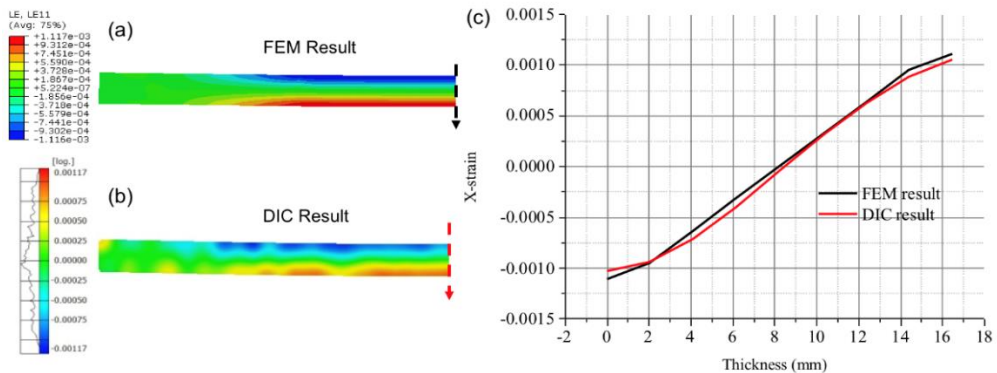 LE, LE11
(Avg: 75%)
+1.117e-03
+9.312e-04
+7.451e-04
+5.590e-04
+3.728e-04
+1.867e-04
+5.224e-07
-1.856e-04
-3.718e-04
-5.579e-04
-7.441e-04
-9.302e-04
-1.116e-03
(a)
FEM Result
[log.]
0.00117
0.00075
0.00050
0.00025
0.00000
-0.00025
-0.00050
-0.00075
-0.00117
(b)
DIC Result
(c)
X-strain
0.0015
0.0010
0.0005
0.0000
-0.0005
-0.0010
-0.0015
FEM result
DIC result
-2 0 2 4 6 8 10 12 14 16 18
Thickness (mm)